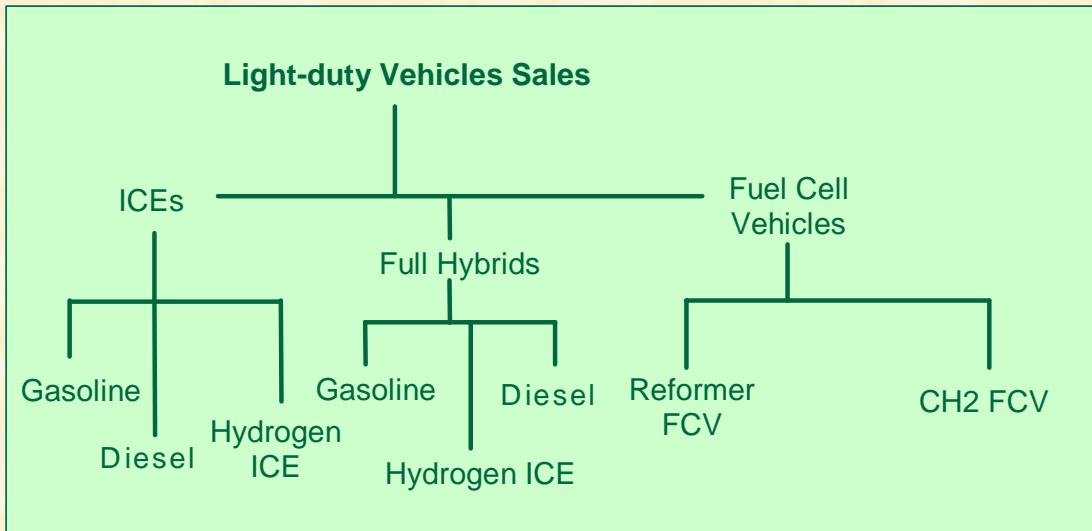 Light-duty Vehicles Sales
ICEs
Full Hybrids
Fuel Cell
Vehicles
Gasoline
Diesel
Hydrogen
ICE
Gasoline
Hydrogen ICE
Diesel
Reformer
FCV
CH2 FCV